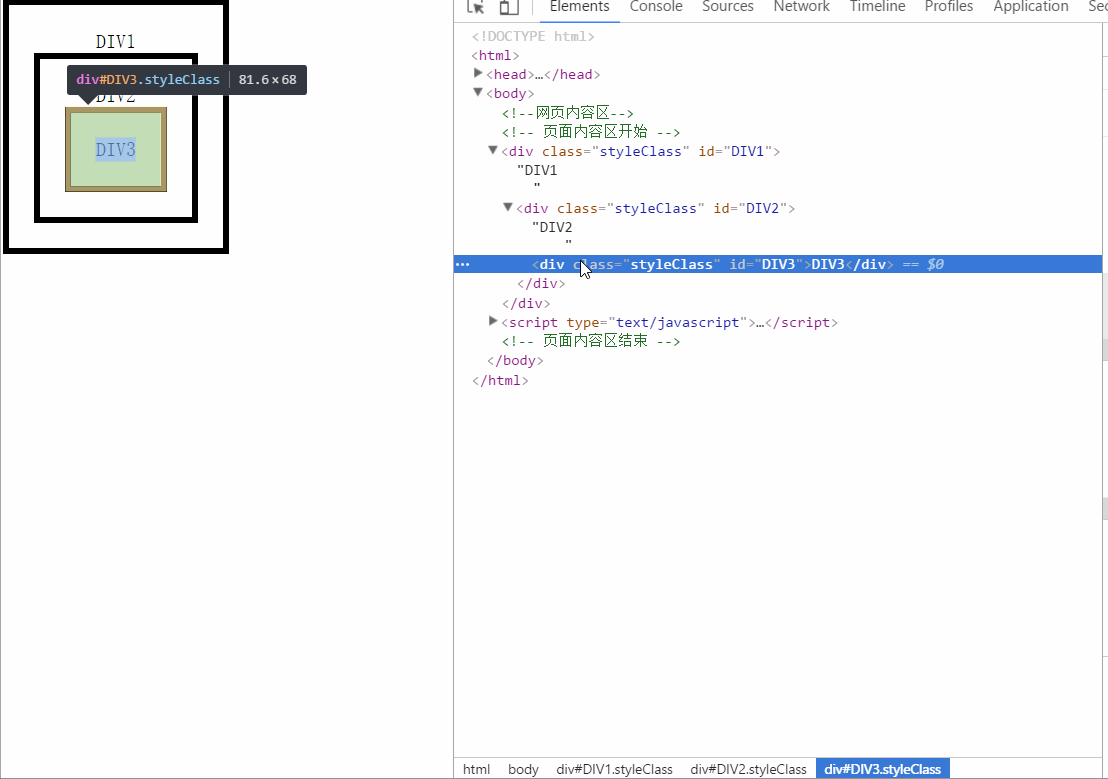 DIV1
div#DIV3.styleClass 81.6×68
DIV2
DIV3
Elements Console Sources Network Timeline Profiles Application Sec
<!DOCTYPE html>
<html>
<head>…</head>
<body>
<!--网页内容区-->
<!-- 页面内容区开始 -->
<div class="styleClass" id="DIV1">
"DIV1
"
<div class="styleClass" id="DIV2">
"DIV2
"
<div class="styleClass" id="DIV3">DIV3</div> == $0
</div>
</div>
<script type="text/javascript">…</script>
<!-- 页面内容区结束 -->
</body>
</html>
html body div#DIV1.styleClass div#DIV2.styleClass div#DIV3.styleClass